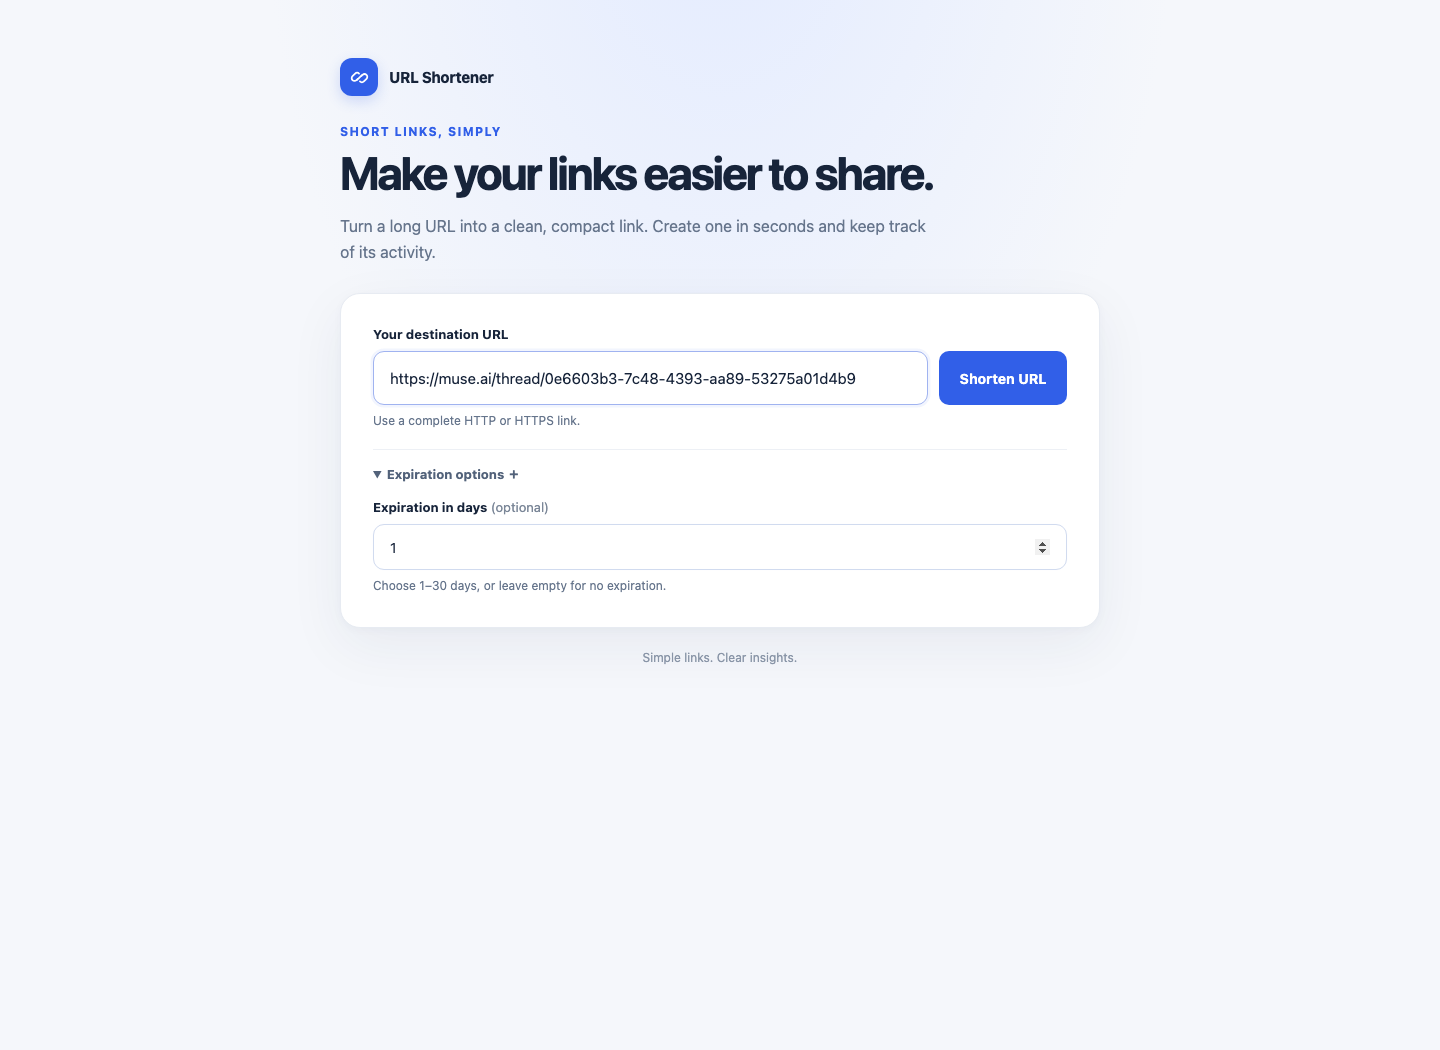 URL Shortener
SHORT LINKS, SIMPLY
Make your links easier to share.
Turn a long URL into a clean, compact link. Create one in seconds and keep track
of its activity.
Your destination URL
https://muse.ai/thread/0e6603b3-7c48-4393-aa89-53275a01d4b9
Shorten URL
Use a complete HTTP or HTTPS link.
▼ Expiration options +
Expiration in days (optional)
1
Choose 1–30 days, or leave empty for no expiration.
Simple links. Clear insights.